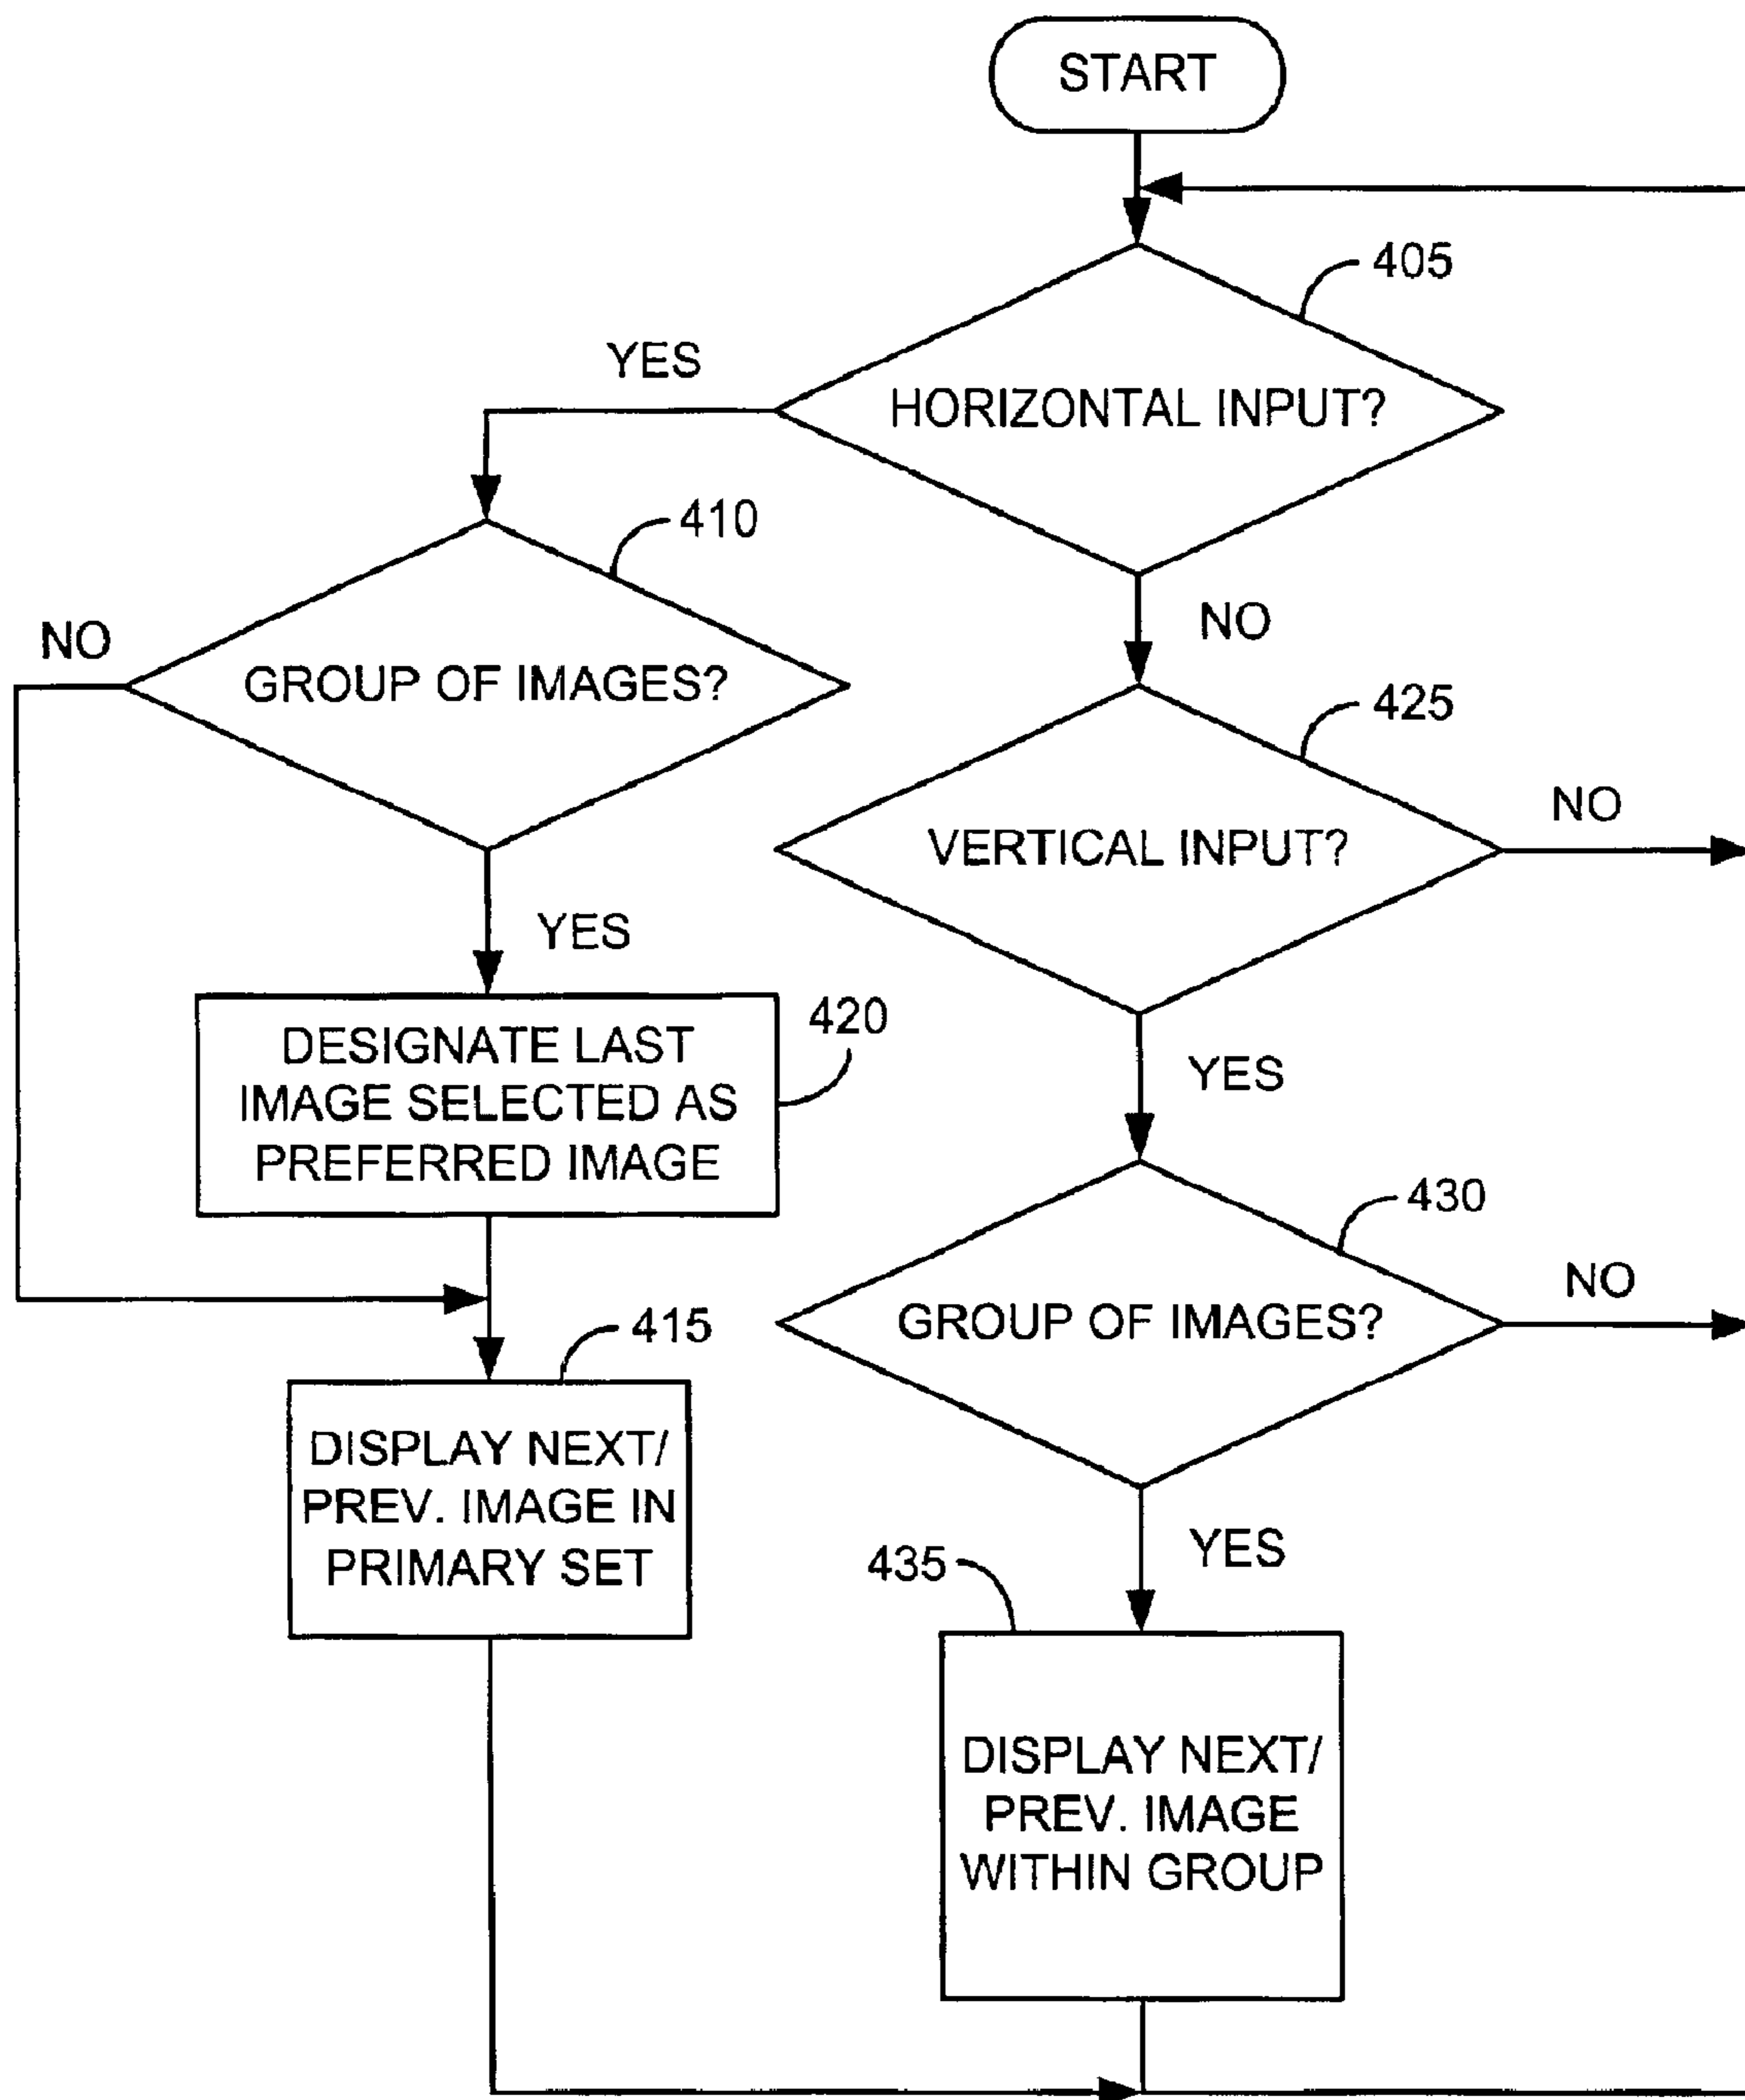 START
405
YES
HORIZONTAL INPUT?
410
NO
GROUP OF IMAGES?
NO
425
VERTICAL INPUT?
NO
YES
DESIGNATE LAST
IMAGE SELECTED AS
PREFERRED IMAGE
420
YES
430
GROUP OF IMAGES?
NO
415
DISPLAY NEXT/
PREV. IMAGE IN
PRIMARY SET
YES
435
DISPLAY NEXT/
PREV. IMAGE
WITHIN GROUP